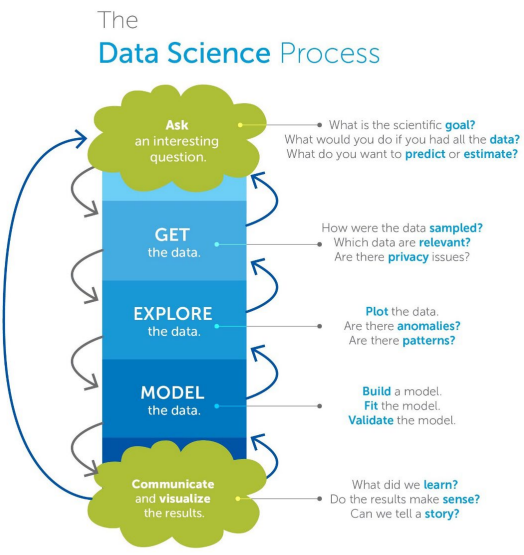 The
Data Science Process
Ask
an interesting
question.
What is the scientific goal?
What would you do if you had all the data?
What do you want to predict or estimate?
GET
the data.
How were the data sampled?
Which data are relevant?
Are there privacy issues?
EXPLORE
the data.
Plot the data.
Are there anomalies?
Are there patterns?
MODEL
the data.
Build a model.
Fit the model.
Validate the model.
Communicate
and visualize
the results.
What did we learn?
Do the results make sense?
Can we tell a story?